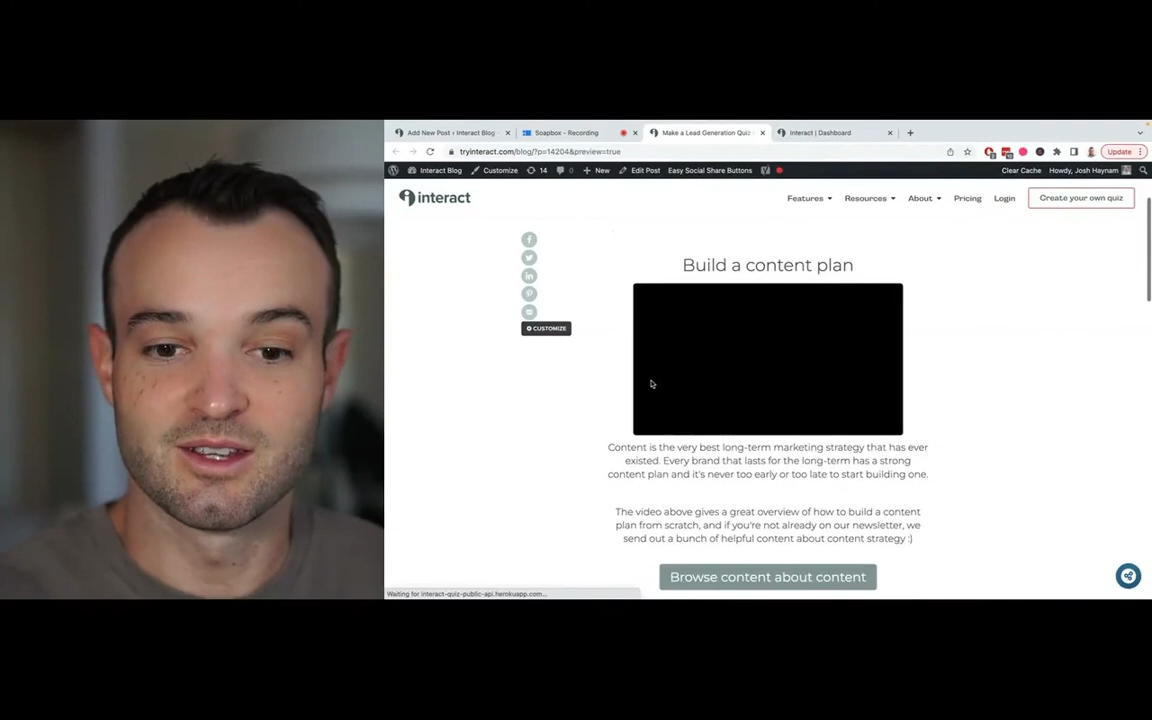 Add New Post ‹ Interact Blog
Soapbox - Recording
Make a Lead Generation Quiz
Interact | Dashboard
tryinteract.com/blog/?p=14204&preview=true
Update
Interact Blog
Customize
14
0
New
Edit Post
Easy Social Share Buttons
Clear Cache
Howdy, Josh Haynam
interact
Features
Resources
About
Pricing
Login
Create your own quiz
CUSTOMIZE
Build a content plan
Content is the very best long-term marketing strategy that has ever
existed. Every brand that lasts for the long-term has a strong
content plan and it's never too early or too late to start building one.
The video above gives a great overview of how to build a content
plan from scratch, and if you're not already on our newsletter, we
send out a bunch of helpful content about content strategy :)
Browse content about content
Waiting for interact-quiz-public-api.herokuapp.com...